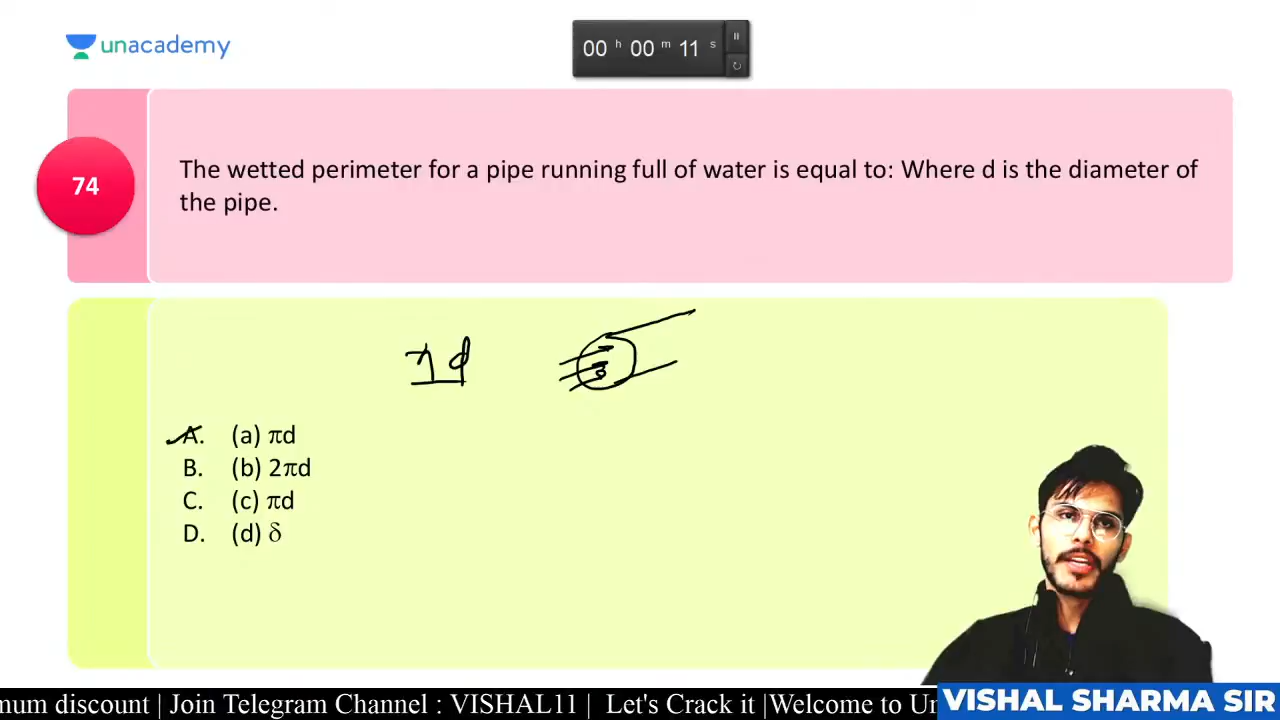 unacademy
00 h 00 m 11 s
74
The wetted perimeter for a pipe running full of water is equal to: Where d is the diameter of
the pipe.
πd
A. (a) πd
B. (b) 2πd
C. (c) πd
D. (d) δ
mum discount | Join Telegram Channel : VISHAL11 | Let's Crack it |Welcome to Un
VISHAL SHARMA SIR